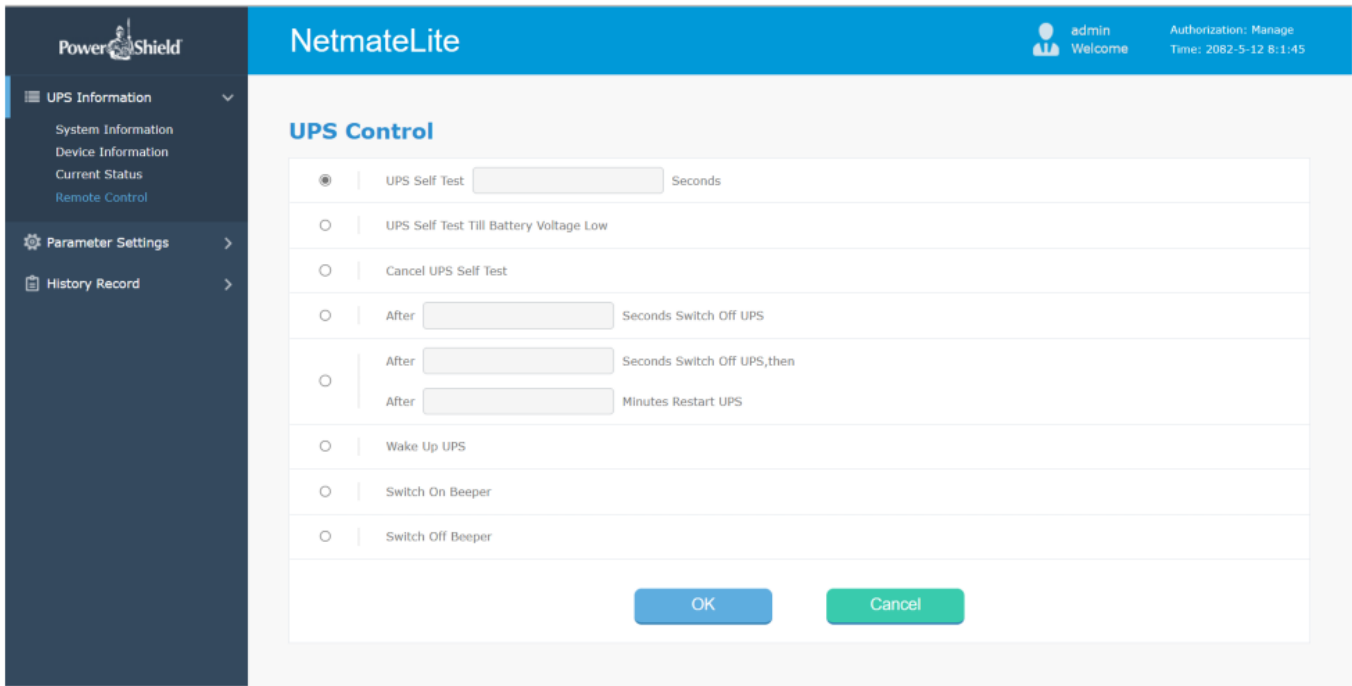 PowerShield
NetmateLite
admin
Welcome
Authorization: Manage
Time: 2082-5-12 8:1:45
UPS Information
System Information
Device Information
Current Status
Remote Control
Parameter Settings
History Record
UPS Control
UPS Self Test Seconds
UPS Self Test Till Battery Voltage Low
Cancel UPS Self Test
After Seconds Switch Off UPS
After Seconds Switch Off UPS,then
After Minutes Restart UPS
Wake Up UPS
Switch On Beeper
Switch Off Beeper
OK Cancel